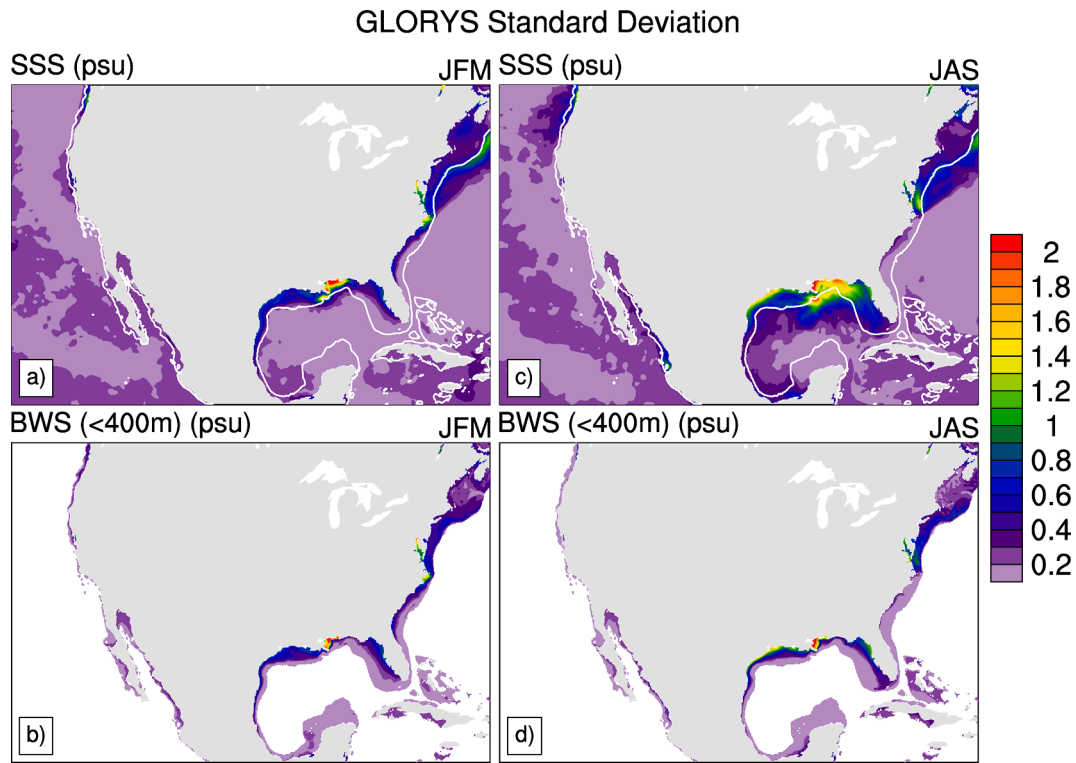 GLORYS Standard Deviation
SSS (psu) JFM
SSS (psu) JAS
a)
c)
BWS (<400m) (psu) JFM
BWS (<400m) (psu) JAS
b)
d)
2
1.8
1.6
1.4
1.2
1
0.8
0.6
0.4
0.2